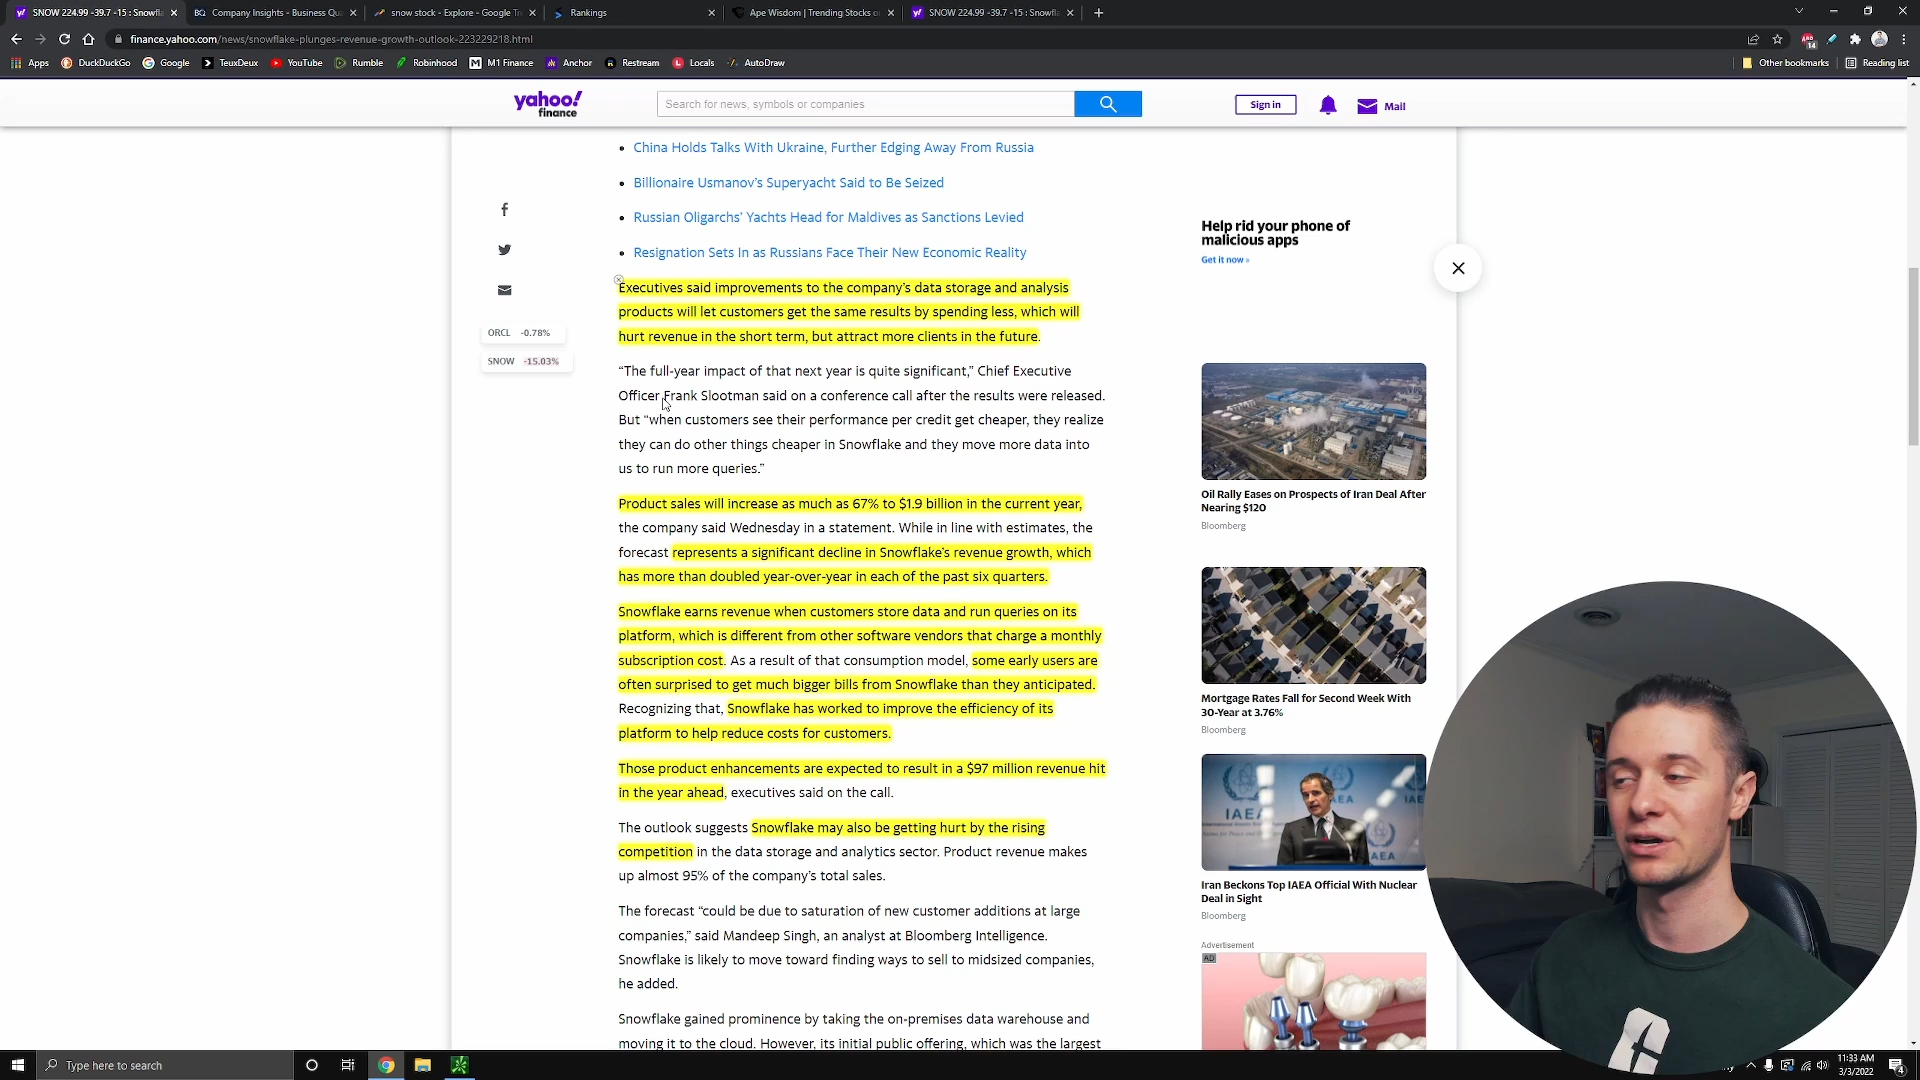 SNOW 224.99 -39.7 -15 : Snowfla
Company Insights - Business Qua
snow stock - Explore - Google Tre
Rankings
Ape Wisdom | Trending Stocks o
SNOW 224.99 -39.7 -15 : Snowfla
finance.yahoo.com/news/snowflake-plunges-revenue-growth-outlook-223229218.html
Apps
DuckDuckGo
Google
TeuxDeux
YouTube
Rumble
Robinhood
M1 Finance
Anchor
Restream
Locals
AutoDraw
Other bookmarks
Reading list
yahoo!
finance
Search for news, symbols or companies
Sign in
Mail
China Holds Talks With Ukraine, Further Edging Away From Russia
Billionaire Usmanov's Superyacht Said to Be Seized
Russian Oligarchs' Yachts Head for Maldives as Sanctions Levied
Resignation Sets In as Russians Face Their New Economic Reality
ORCL -0.78%
SNOW -15.03%
Executives said improvements to the company's data storage and analysis
products will let customers get the same results by spending less, which will
hurt revenue in the short term, but attract more clients in the future.
“The full-year impact of that next year is quite significant,” Chief Executive
Officer Frank Slootman said on a conference call after the results were released.
But “when customers see their performance per credit get cheaper, they realize
they can do other things cheaper in Snowflake and they move more data into
us to run more queries.”
Product sales will increase as much as 67% to $1.9 billion in the current year,
the company said Wednesday in a statement. While in line with estimates, the
forecast represents a significant decline in Snowflake's revenue growth, which
has more than doubled year-over-year in each of the past six quarters.
Snowflake earns revenue when customers store data and run queries on its
platform, which is different from other software vendors that charge a monthly
subscription cost. As a result of that consumption model, some early users are
often surprised to get much bigger bills from Snowflake than they anticipated.
Recognizing that, Snowflake has worked to improve the efficiency of its
platform to help reduce costs for customers.
Those product enhancements are expected to result in a $97 million revenue hit
in the year ahead, executives said on the call.
The outlook suggests Snowflake may also be getting hurt by the rising
competition in the data storage and analytics sector. Product revenue makes
up almost 95% of the company's total sales.
The forecast “could be due to saturation of new customer additions at large
companies,” said Mandeep Singh, an analyst at Bloomberg Intelligence.
Snowflake is likely to move toward finding ways to sell to midsized companies,
he added.
Snowflake gained prominence by taking the on-premises data warehouse and
moving it to the cloud. However, its initial public offering, which was the largest
Help rid your phone of
malicious apps
Get it now »
Oil Rally Eases on Prospects of Iran Deal After
Nearing $120
Bloomberg
Mortgage Rates Fall for Second Week With
30-Year at 3.76%
Bloomberg
IAEA
Iran Beckons Top IAEA Official With Nuclear
Deal in Sight
Bloomberg
Advertisement
AD
Type here to search
11:33 AM
3/3/2022